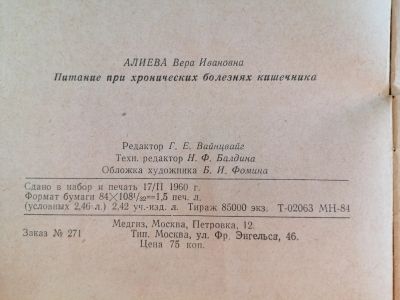 АЛИЕВА Вера Ивановна
Питание при хронических болезнях кишечника
Редактор Г. Е. Вайнцвайг
Техн. редактор Н. Ф. Балдина
Обложка художника Б. И. Фомина
Сдано в набор и печать 17/II 1960 г.
Формат бумаги 84×108¹/₃₂=1,5 печ. л.
(условных 2,46-л.) 2,42 уч.-изд. л. Тираж 85000 экз. Т-02063 МН-84
Медгиз, Москва, Петровка, 12.
Заказ № 271 Тип. Москва, ул. Фр. Энгельса, 46.
Цена 75 коп.